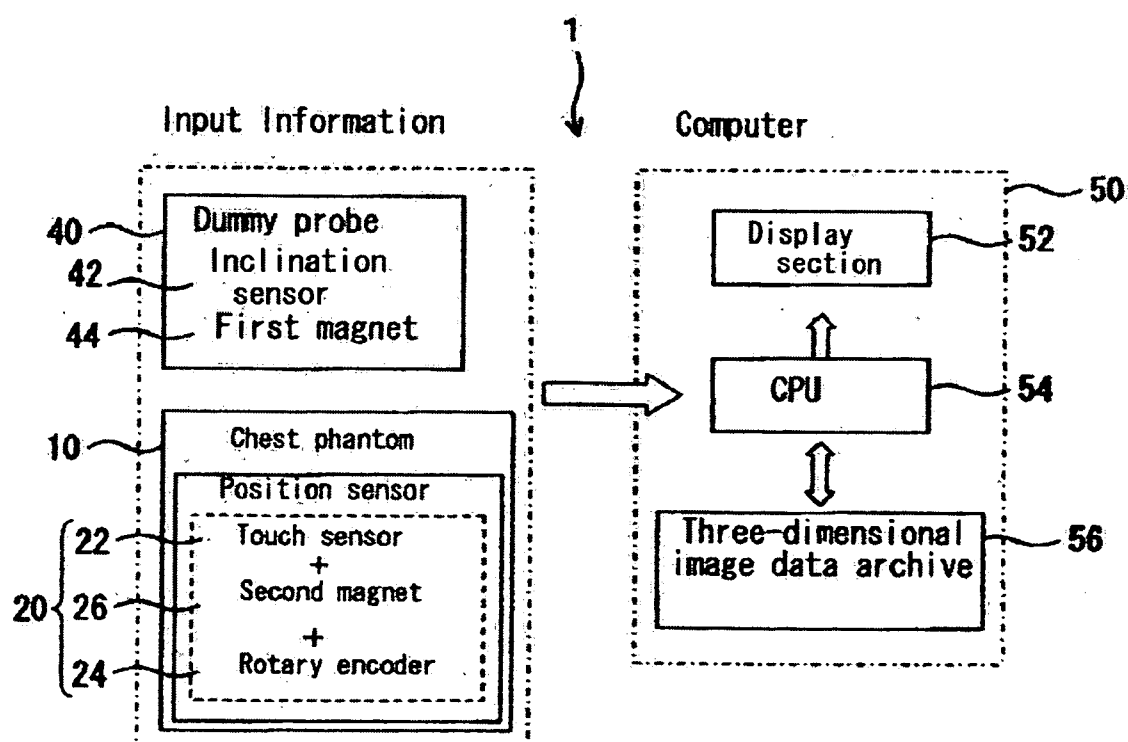 1
Input Information
Computer
50
40
Dummy probe
42
Inclination
sensor
44
First magnet
Display
section
52
CPU
54
10
Chest phantom
Position sensor
20
22
Touch sensor
+
26
Second magnet
+
24
Rotary encoder
Three-dimensional
image data archive
56